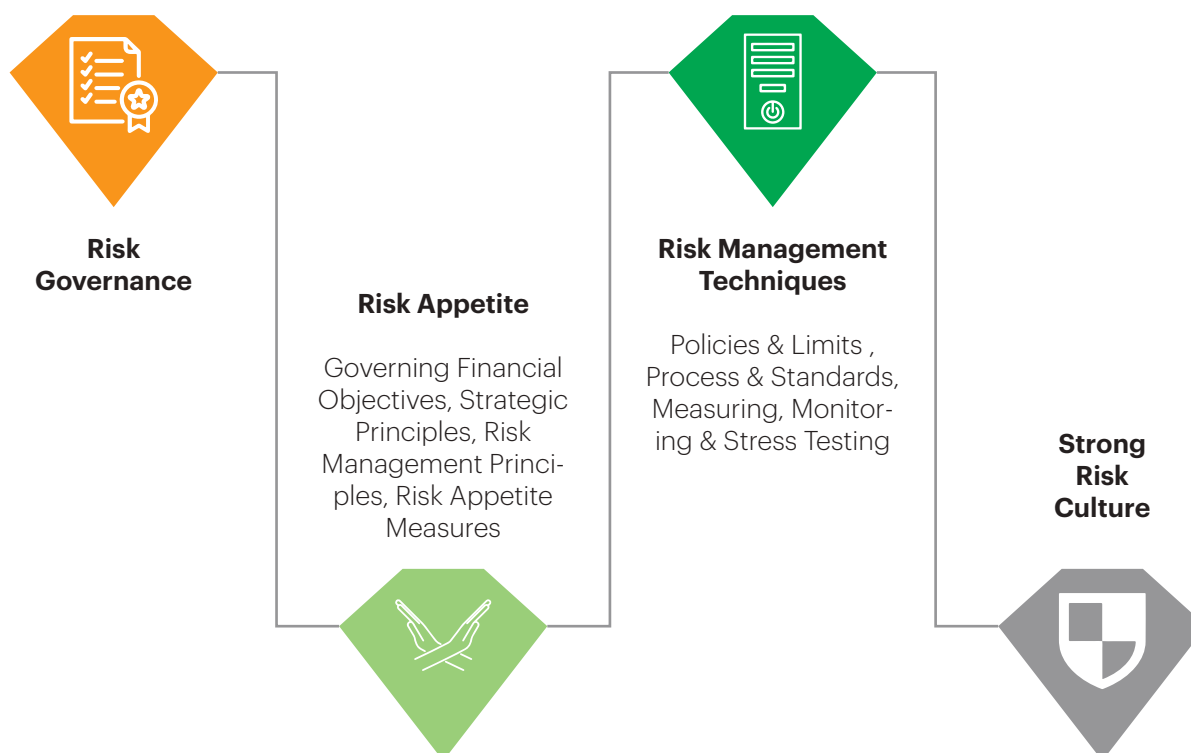 Risk
Governance
Risk Appetite
Governing Financial
Objectives, Strategic
Principles, Risk
Management Princi-
ples, Risk Appetite
Measures
Risk Management
Techniques
Policies & Limits ,
Process & Standards,
Measuring, Monitor-
ing & Stress Testing
Strong
Risk
Culture